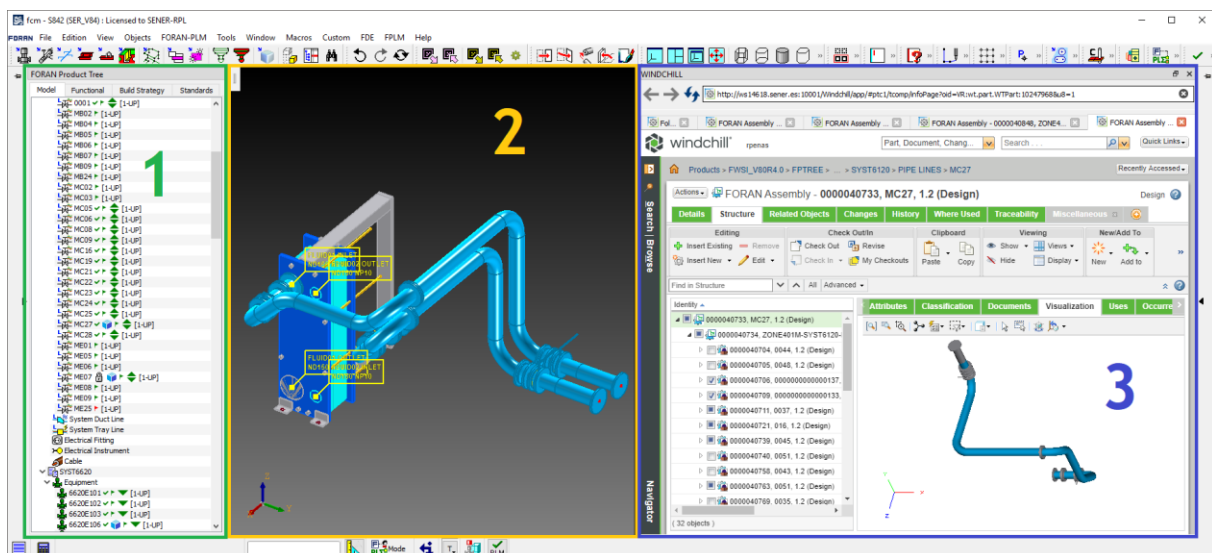 fcm - S842 (SER_V84) : Licensed to SENER-RPL
FORAN File Edition View Objects FORAN-PLM Tools Window Macros Custom FDE FPLM Help
FORAN Product Tree
Model Functional Build Strategy Standards
0001 [1-UP]
MB02 [1-UP]
MB04 [1-UP]
MB05 [1-UP]
MB06 [1-UP]
MB07 [1-UP]
MB09 [1-UP]
MB24 [1-UP]
MC02 [1-UP]
MC03 [1-UP]
MC05 [1-UP]
MC06 [1-UP]
MC08 [1-UP]
MC09 [1-UP]
MC16 [1-UP]
MC19 [1-UP]
MC21 [1-UP]
MC22 [1-UP]
MC23 [1-UP]
MC24 [1-UP]
MC25 [1-UP]
MC27 [1-UP]
MC30 [1-UP]
ME01 [1-UP]
ME05 [1-UP]
ME06 [1-UP]
ME07 [1-UP]
ME08 [1-UP]
ME09 [1-UP]
ME25 [1-UP]
System Duct Line
System Tray Line
Electrical Fitting
Electrical Instrument
Cable
SYST6620
Equipment
6620E101 [1-UP]
6620E102 [1-UP]
6620E103 [1-UP]
6620E106 [1-UP]
1
2
WINDCHILL
http://ws14618.sener.es:10001/Windchill/app/#ptc1/tcomp/infoPage?oid=VR:wt.part.WTPart:102479688&u8=1
Fol... FORAN Assembly ... FORAN Assembly ... FORAN Assembly - 0000040848, ZONE4... FORAN Assembly ...
windchill rpenas Part, Document, Chang... Search... Quick Links
Products > FWSI_V80R4.0 > FPTREE > ... > SYST6120 > PIPE LINES > MC27 Recently Accessed
Actions FORAN Assembly - 0000040733, MC27, 1.2 (Design) Design
Details Structure Related Objects Changes History Where Used Traceability Miscellaneous
Editing Check Out/In Clipboard Viewing New/Add To
Insert Existing Remove Check Out Revise Paste Copy Show Views New Add to
Insert New Edit Check In My Checkouts Hide Display
Find in Structure All Advanced
Identity
0000040733, MC27, 1.2 (Design)
0000040734, ZONE401M-SYST6120-
0000040704, 0044, 1.2 (Design)
0000040705, 0048, 1.2 (Design)
0000040706, 0000000000000137,
0000040709, 0000000000000133,
0000040711, 0037, 1.2 (Design)
0000040721, 016, 1.2 (Design)
0000040739, 0045, 1.2 (Design)
0000040740, 0051, 1.2 (Design)
0000040758, 0043, 1.2 (Design)
0000040763, 0051, 1.2 (Design)
0000040769, 0035, 1.2 (Design)
( 32 objects )
Attributes Classification Documents Visualization Uses Occurre
3
Search | Browse
Navigator
Mode
PLM